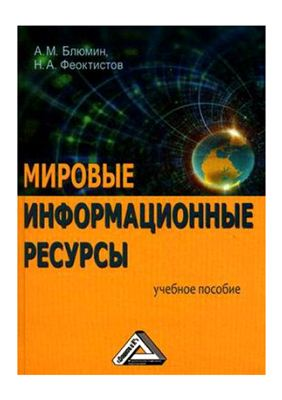 А. М. Блюмин,
Н. А. Феоктистов
МИРОВЫЕ
ИНФОРМАЦИОННЫЕ
РЕСУРСЫ
учебное пособие